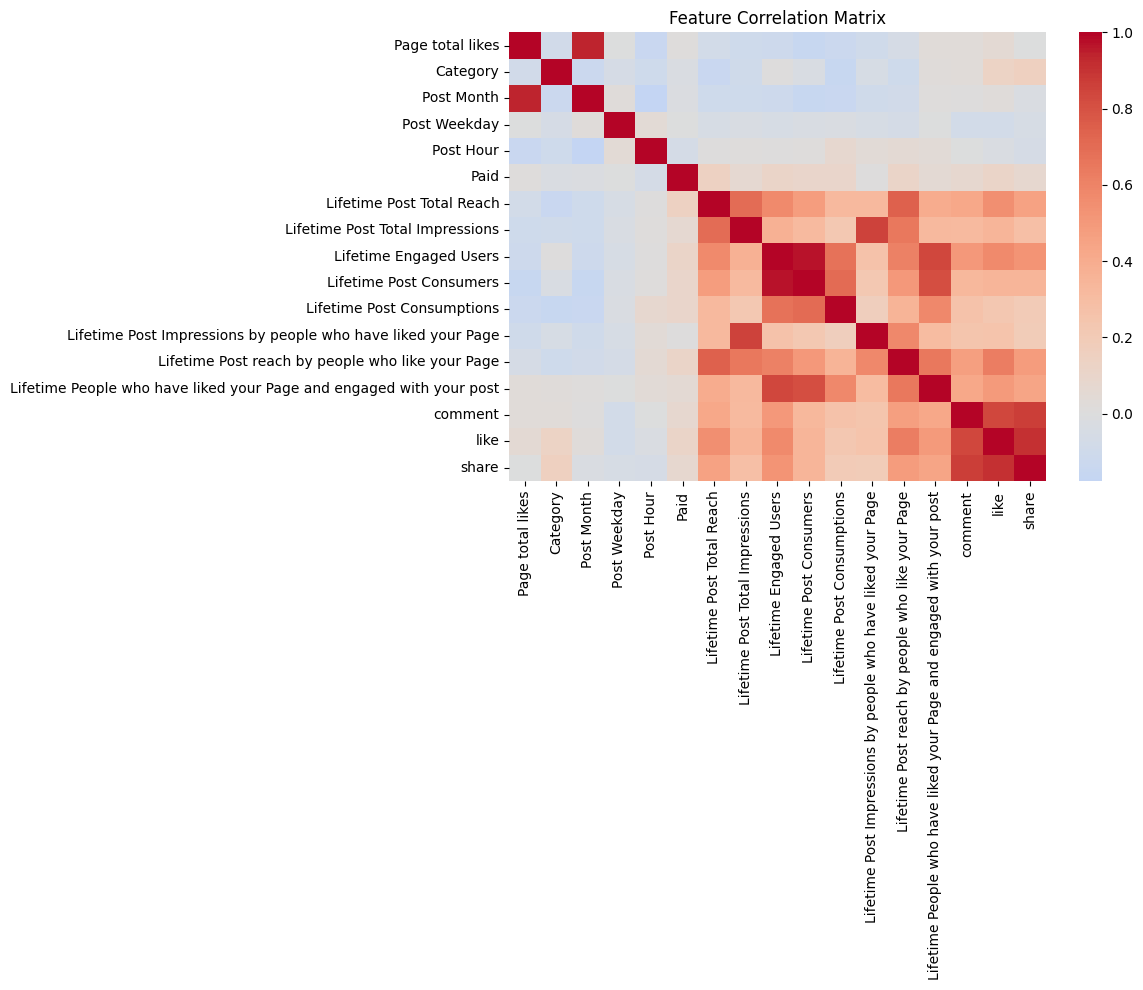 Feature Correlation Matrix
Page total likes
Category
Post Month
Post Weekday
Post Hour
Paid
Lifetime Post Total Reach
Lifetime Post Total Impressions
Lifetime Engaged Users
Lifetime Post Consumers
Lifetime Post Consumptions
Lifetime Post Impressions by people who have liked your Page
Lifetime Post reach by people who like your Page
Lifetime People who have liked your Page and engaged with your post
comment
like
share
Page total likes
Category
Post Month
Post Weekday
Post Hour
Paid
Lifetime Post Total Reach
Lifetime Post Total Impressions
Lifetime Engaged Users
Lifetime Post Consumers
Lifetime Post Consumptions
Lifetime Post Impressions by people who have liked your Page
Lifetime Post reach by people who like your Page
Lifetime People who have liked your Page and engaged with your post
comment
like
share
1.0
0.8
0.6
0.4
0.2
0.0